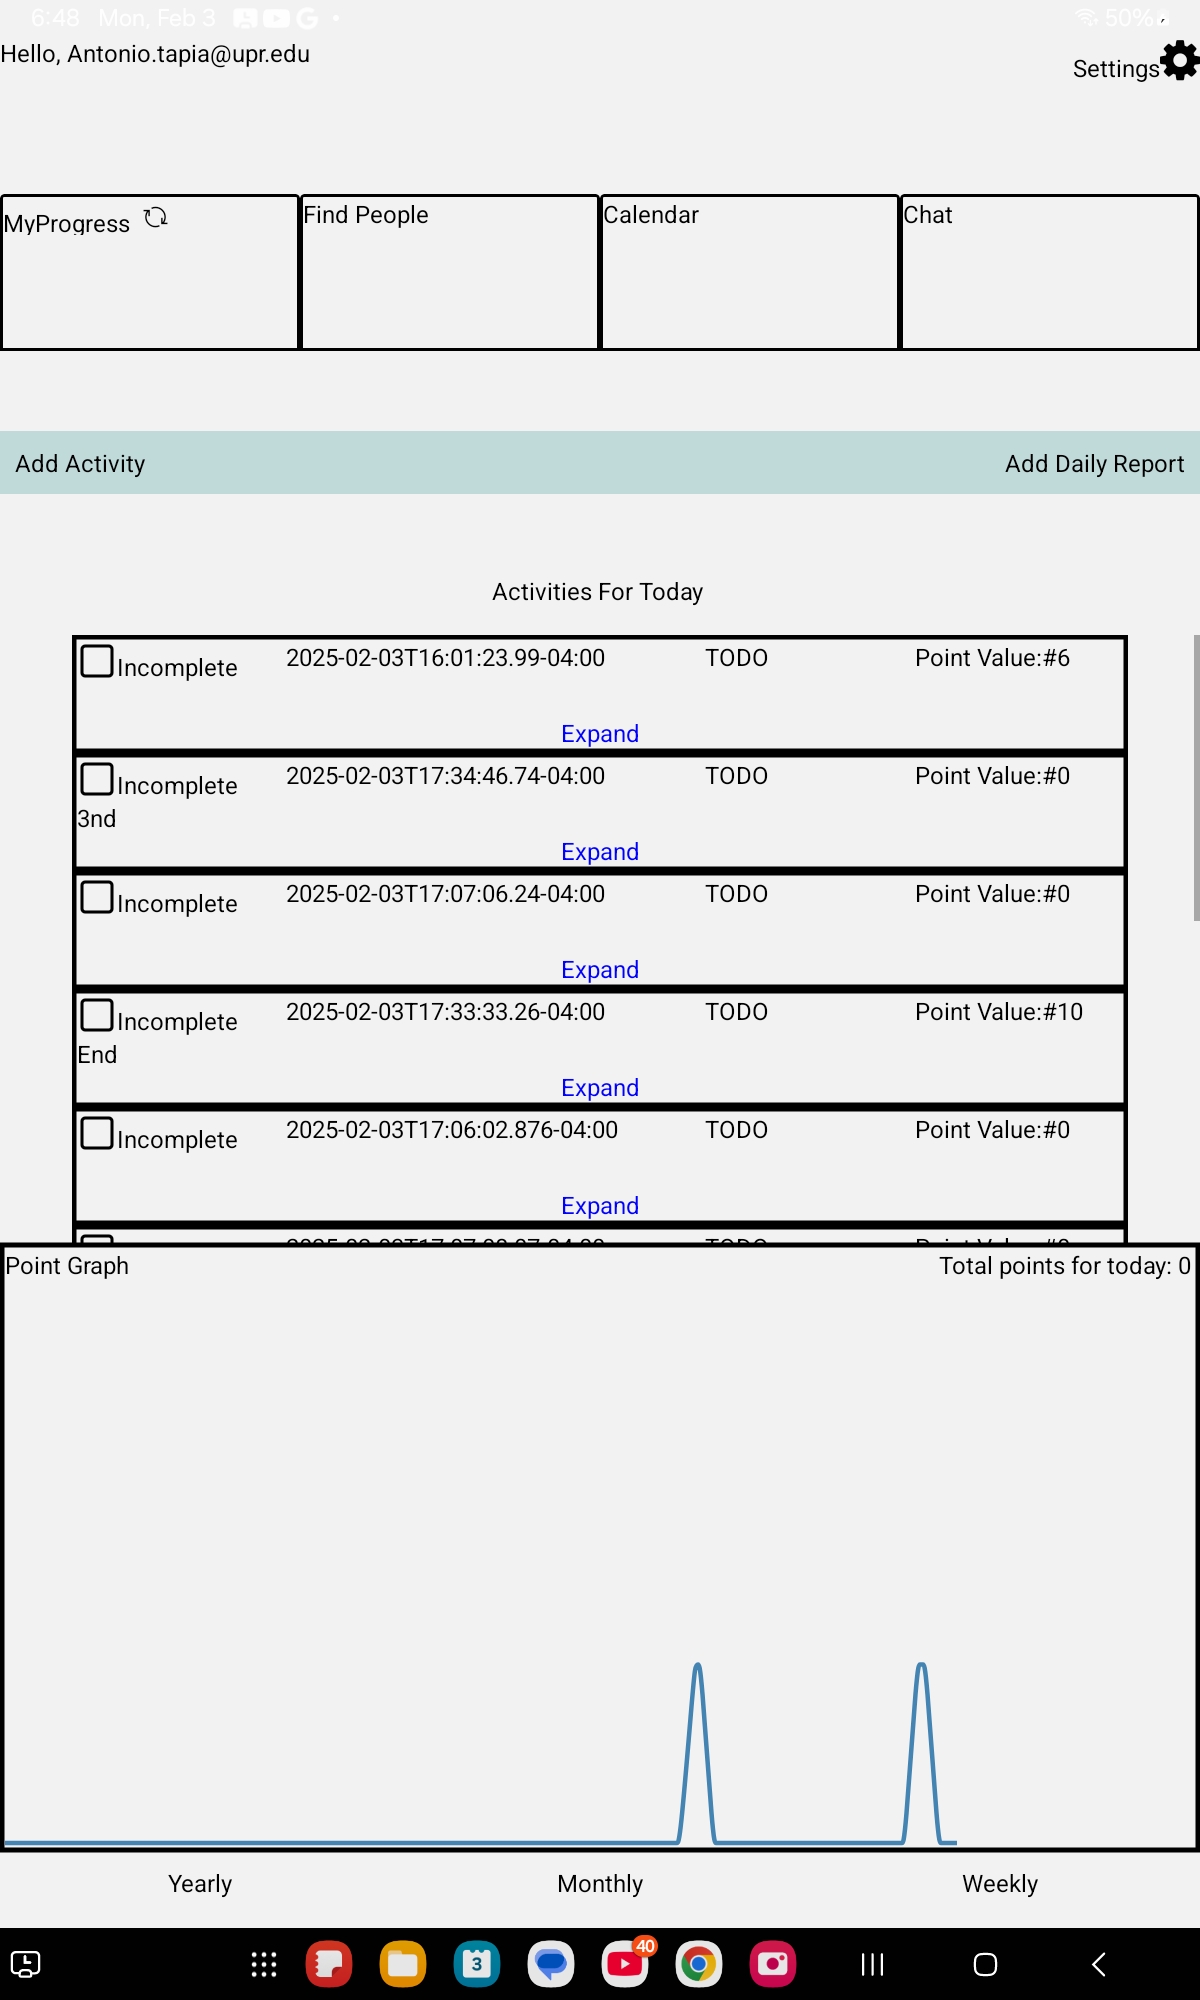 6:48 Mon, Feb 3 G 50%
Hello, Antonio.tapia@upr.edu
Settings
MyProgress Find People Calendar Chat
Add Activity Add Daily Report
Activities For Today
Incomplete 2025-02-03T16:01:23.99-04:00 TODO Point Value:#6
Expand
Incomplete 2025-02-03T17:34:46.74-04:00 TODO Point Value:#0
3nd
Expand
Incomplete 2025-02-03T17:07:06.24-04:00 TODO Point Value:#0
Expand
Incomplete 2025-02-03T17:33:33.26-04:00 TODO Point Value:#10
End
Expand
Incomplete 2025-02-03T17:06:02.876-04:00 TODO Point Value:#0
Expand
Point Graph Total points for today: 0
Yearly Monthly Weekly
3 40